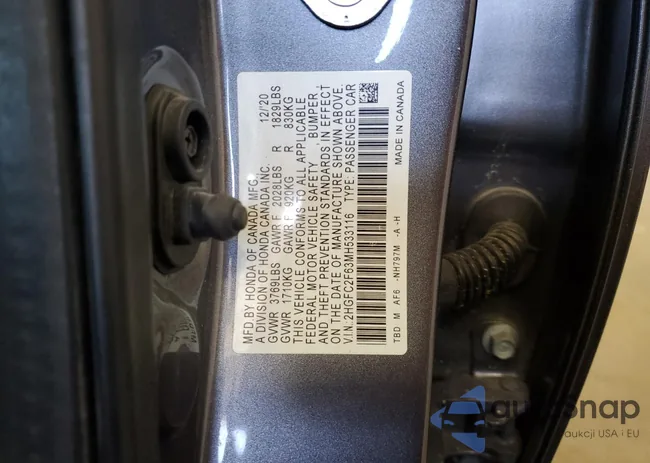 MFD BY HONDA OF CANADA MFG. 12/20
A DIVISION OF HONDA CANADA INC.
GVWR 3769LBS GAWR F 2028LBS R 1829LBS
GVWR 1710KG GAWR F 920KG R 830KG
THIS VEHICLE CONFORMS TO ALL APPLICABLE
FEDERAL MOTOR VEHICLE SAFETY, BUMPER,
AND THEFT PREVENTION STANDARDS IN EFFECT
ON THE DATE OF MANUFACTURE SHOWN ABOVE.
V.I.N.:2HGFC2F63MH533116 TYPE: PASSENGER CAR
TBD M AF6 -NH797M -A -H MADE IN CANADA
autosnap
aukcji USA i EU